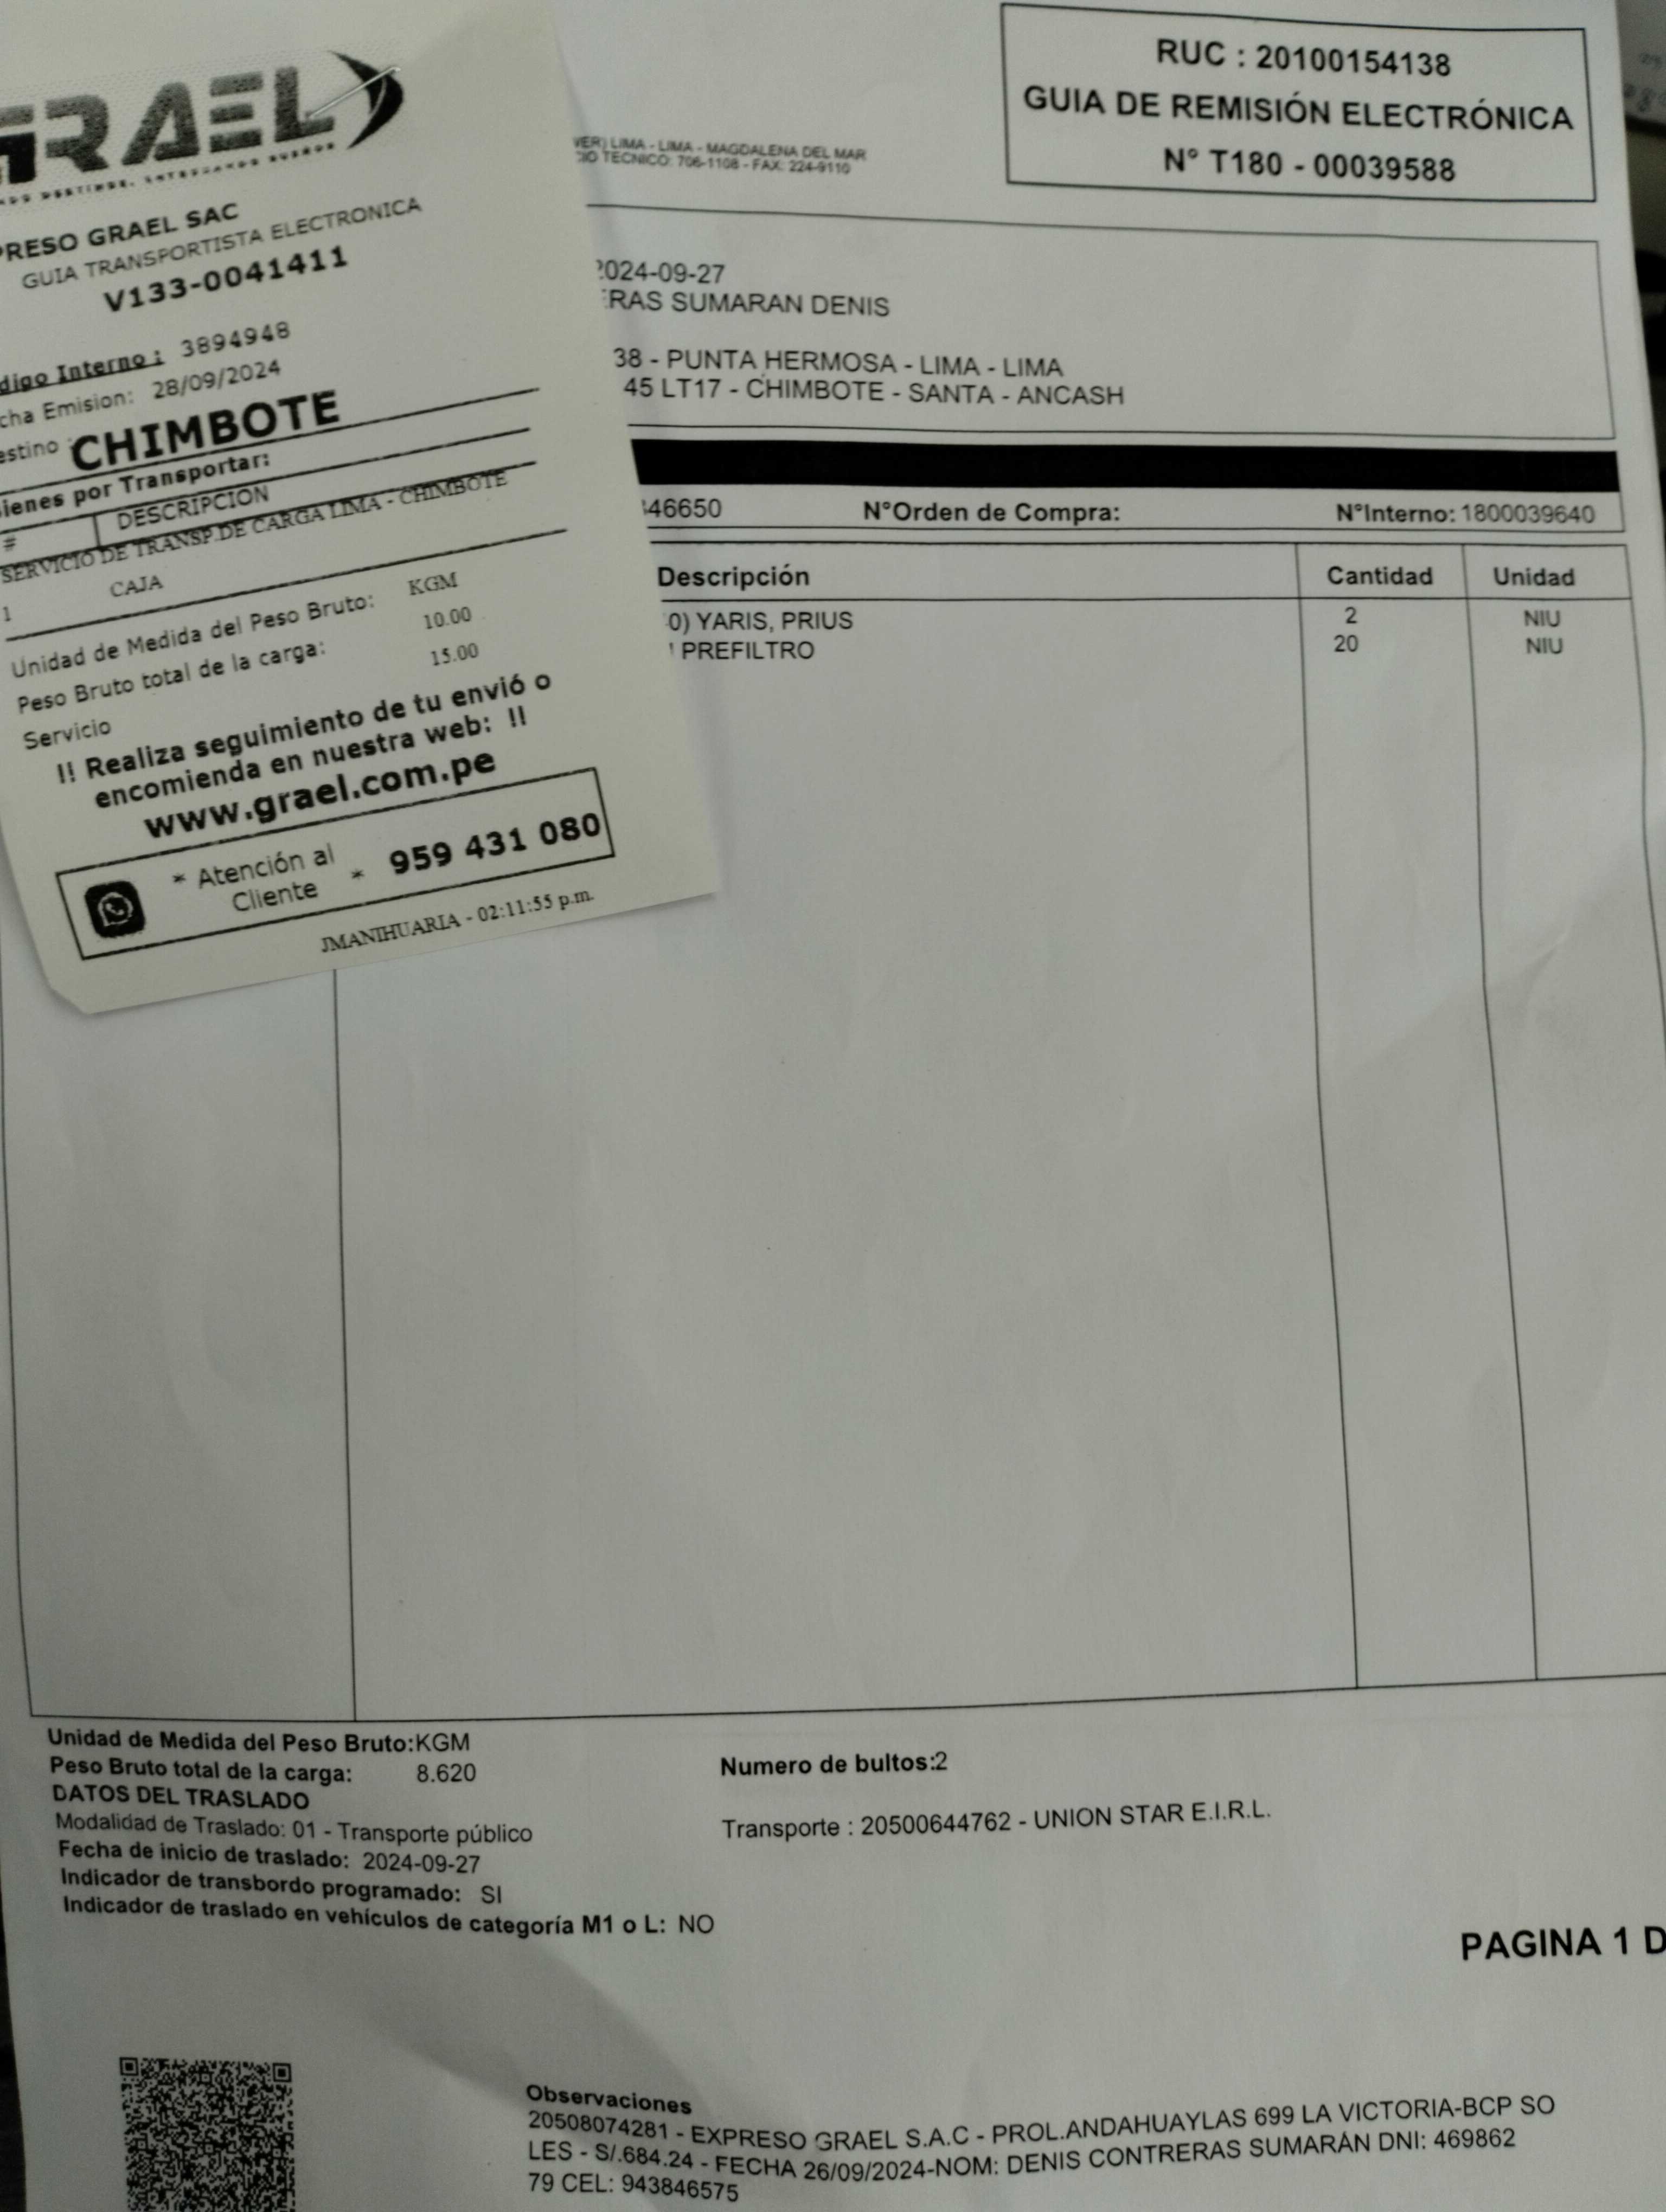 GRAEL
PRESO GRAEL SAC
GUIA TRANSPORTISTA ELECTRONICA
V133-0041411
digo Interno: 3894948
cha Emision: 28/09/2024
estino CHIMBOTE
ienes por Transportar:
# DESCRIPCION
SERVICIO DE TRANSP.DE CARGA LIMA - CHIMBOTE
1 CAJA
Unidad de Medida del Peso Bruto: KGM
Peso Bruto total de la carga: 10.00
Servicio 15.00
!! Realiza seguimiento de tu envió o
encomienda en nuestra web: !!
www.grael.com.pe
* Atención al
Cliente * 959 431 080
JMANIHUARIA - 02:11:55 p.m.
RUC : 20100154138
GUIA DE REMISIÓN ELECTRÓNICA
N° T180 - 00039588
VER) LIMA - LIMA - MAGDALENA DEL MAR
CIO TECNICO: 706-1108 - FAX: 224-9110
2024-09-27
ERAS SUMARAN DENIS
38 - PUNTA HERMOSA - LIMA - LIMA
45 LT17 - CHIMBOTE - SANTA - ANCASH
46650 N°Orden de Compra: N°Interno: 1800039640
Descripción Cantidad Unidad
0) YARIS, PRIUS 2 NIU
PREFILTRO 20 NIU
Unidad de Medida del Peso Bruto:KGM
Peso Bruto total de la carga: 8.620
Numero de bultos:2
DATOS DEL TRASLADO
Modalidad de Traslado: 01 - Transporte público
Transporte : 20500644762 - UNION STAR E.I.R.L.
Fecha de inicio de traslado: 2024-09-27
Indicador de transbordo programado: SI
Indicador de traslado en vehículos de categoría M1 o L: NO
PAGINA 1 D
Observaciones
20508074281 - EXPRESO GRAEL S.A.C - PROL.ANDAHUAYLAS 699 LA VICTORIA-BCP SO
LES - S/.684.24 - FECHA 26/09/2024-NOM: DENIS CONTRERAS SUMARÁN DNI: 469862
79 CEL: 943846575